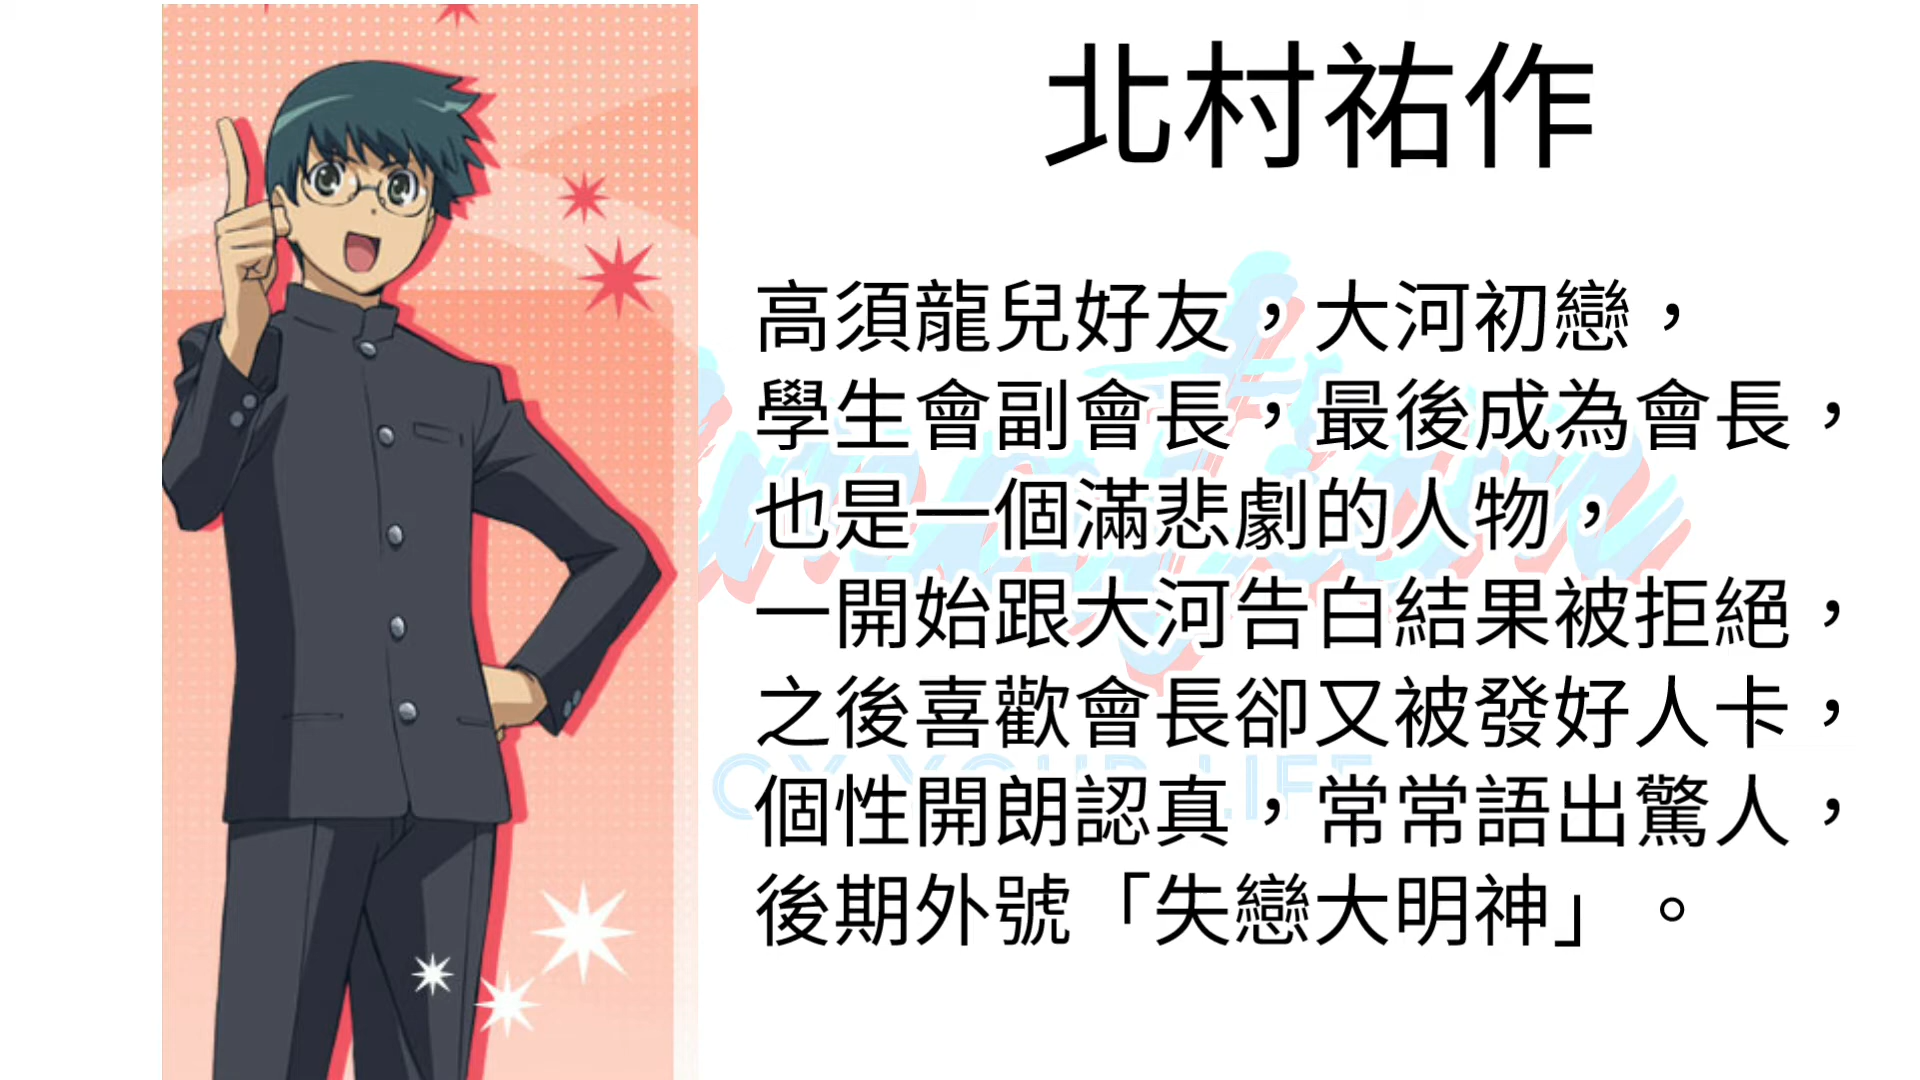 北村祐作
高須龍兒好友，大河初戀，
學生會副會長，最後成為會長，
也是一個滿悲劇的人物，
一開始跟大河告白結果被拒絕，
之後喜歡會長卻又被發好人卡，
個性開朗認真，常常語出驚人，
後期外號「失戀大明神」。